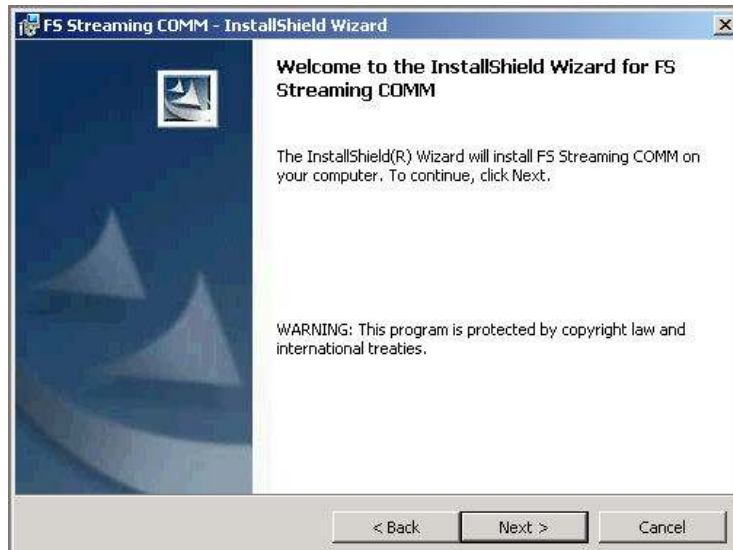 FS Streaming COMM - InstallShield Wizard
Welcome to the InstallShield Wizard for FS
Streaming COMM
The InstallShield(R) Wizard will install FS Streaming COMM on
your computer. To continue, click Next.
WARNING: This program is protected by copyright law and
international treaties.
< Back
Next >
Cancel